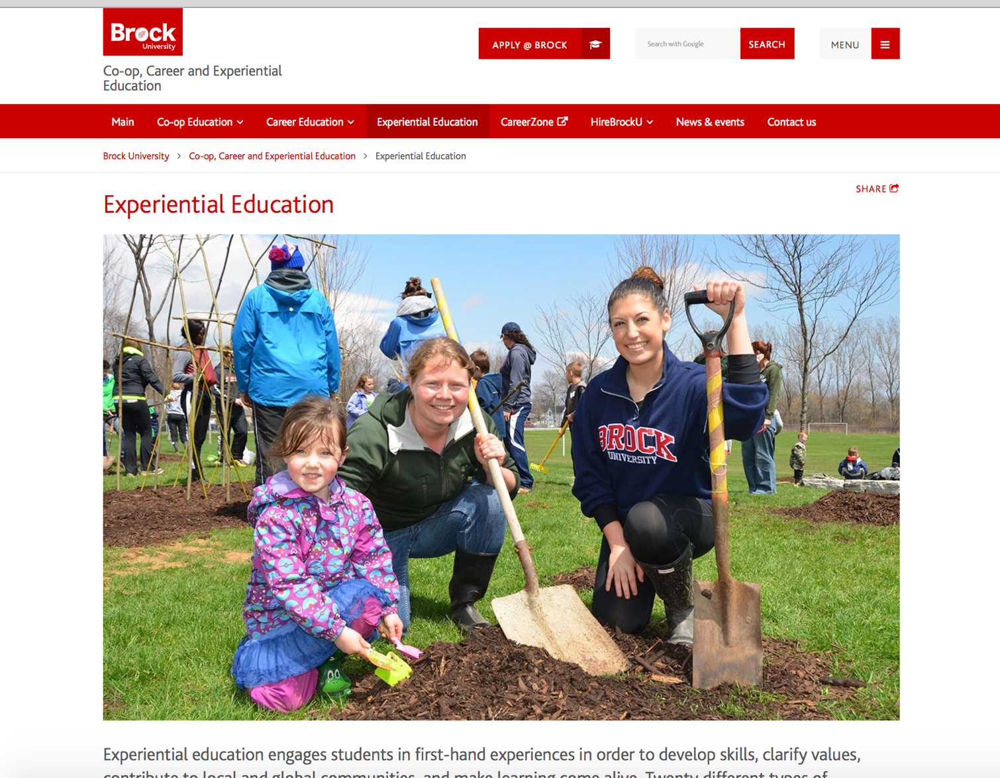 Brock
University
Co-op, Career and Experiential
Education
APPLY @ BROCK
Search with Google
SEARCH
MENU
Main
Co-op Education
Career Education
Experiential Education
CareerZone
HireBrockU
News & events
Contact us
Brock University > Co-op, Career and Experiential Education > Experiential Education
SHARE
Experiential Education
BROCK
UNIVERSITY
Experiential education engages students in first-hand experiences in order to develop skills, clarify values,
contribute to local and global communities, and make learning come alive. Twenty different types of